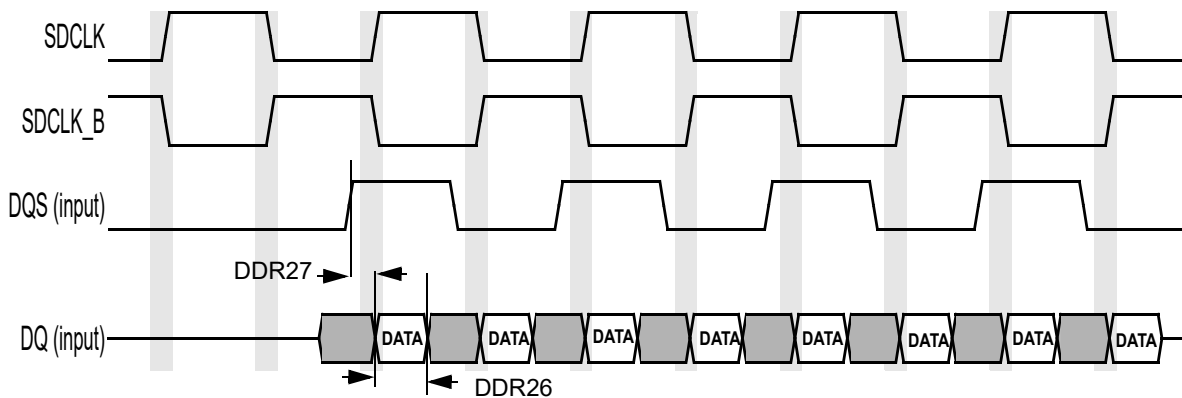 SDCLK
SDCLK_B
DQS (input)
DDR27
DQ (input) DATA DATA DATA DATA DATA DATA DATA DATA
DDR26